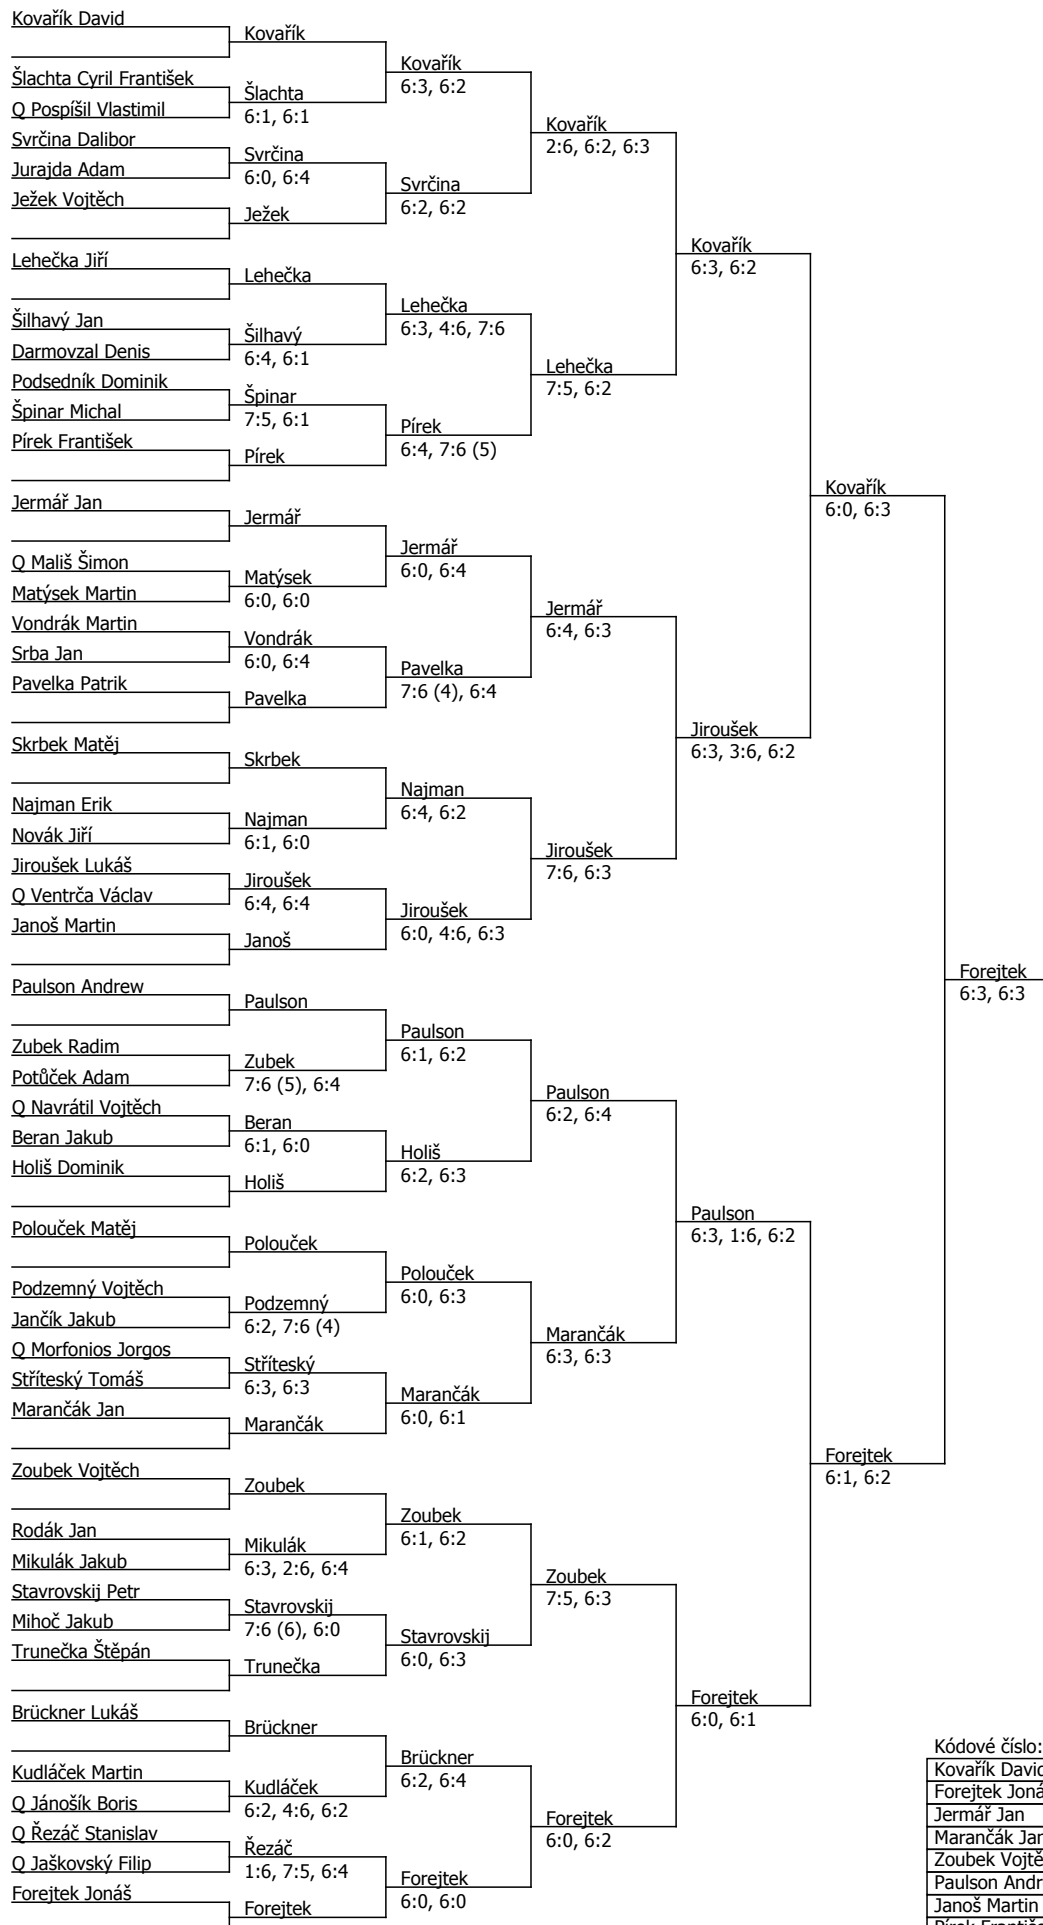 Kovařík David
Šlachta Cyril František
Q Pospíšil Vlastimil
Svrčina Dalibor
Jurajda Adam
Ježek Vojtěch
Lehečka Jiří
Šilhavý Jan
Darmovzal Denis
Podsedník Dominik
Špinar Michal
Pírek František
Jermář Jan
Q Mališ Šimon
Matýsek Martin
Vondrák Martin
Srba Jan
Pavelka Patrik
Skrbek Matěj
Najman Erik
Novák Jiří
Jiroušek Lukáš
Q Ventrča Václav
Janoš Martin
Paulson Andrew
Zubek Radim
Potůček Adam
Q Navrátil Vojtěch
Beran Jakub
Holiš Dominik
Polouček Matěj
Podzemný Vojtěch
Jančík Jakub
Q Morfonios Jorgos
Stříteský Tomáš
Marančák Jan
Zoubek Vojtěch
Rodák Jan
Mikulák Jakub
Stavrovskij Petr
Mihoč Jakub
Trunečka Štěpán
Brückner Lukáš
Kudláček Martin
Q Jánošík Boris
Q Řezáč Stanislav
Q Jaškovský Filip
Forejtek Jonáš
Kovařík
Šlachta
6:1, 6:1
Svrčina
6:0, 6:4
Ježek
Lehečka
Šilhavý
6:4, 6:1
Špinar
7:5, 6:1
Pírek
Jermář
Matýsek
6:0, 6:0
Vondrák
6:0, 6:4
Pavelka
Skrbek
Najman
6:1, 6:0
Jiroušek
6:4, 6:4
Janoš
Paulson
Zubek
7:6 (5), 6:4
Beran
6:1, 6:0
Holiš
Polouček
Podzemný
6:2, 7:6 (4)
Stříteský
6:3, 6:3
Marančák
Zoubek
Mikulák
6:3, 2:6, 6:4
Stavrovskij
7:6 (6), 6:0
Trunečka
Brückner
Kudláček
6:2, 4:6, 6:2
Řezáč
1:6, 7:5, 6:4
Forejtek
Kovařík
6:3, 6:2
Svrčina
6:2, 6:2
Lehečka
6:3, 4:6, 7:6
Pírek
6:4, 7:6 (5)
Jermář
6:0, 6:4
Pavelka
7:6 (4), 6:4
Najman
6:4, 6:2
Jiroušek
6:0, 4:6, 6:3
Paulson
6:1, 6:2
Holiš
6:2, 6:3
Polouček
6:0, 6:3
Marančák
6:0, 6:1
Zoubek
6:1, 6:2
Stavrovskij
6:0, 6:3
Brückner
6:2, 6:4
Forejtek
6:0, 6:0
Kovařík
2:6, 6:2, 6:3
Lehečka
7:5, 6:2
Jermář
6:4, 6:3
Jiroušek
7:6, 6:3
Paulson
6:2, 6:4
Marančák
6:3, 6:3
Zoubek
7:5, 6:3
Forejtek
6:0, 6:2
Kovařík
6:3, 6:2
Jiroušek
6:3, 3:6, 6:2
Paulson
6:3, 1:6, 6:2
Forejtek
6:0, 6:1
Kovařík
6:0, 6:3
Forejtek
6:1, 6:2
Forejtek
6:3, 6:3
Kódové číslo:
Kovařík David
Forejtek Joná
Jermář Jan
Marančák Jan
Zoubek Vojtě
Paulson Andr
Janoš Martin